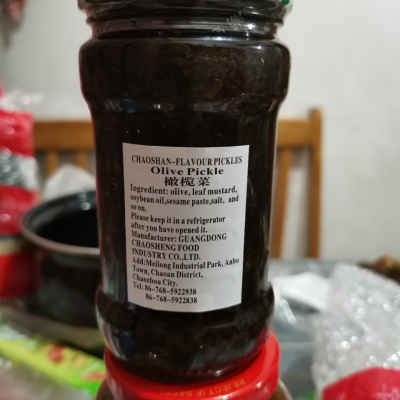 CHAOSHAN-FLAVOUR PICKLES
Olive Pickle
橄榄菜
Ingredient: olive, leaf mustard,
soybean oil,sesame paste,salt, and
so on.
Please keep it in a refrigerator
after you have opened it.
Manufacturer: GUANGDONG
CHAOSHENG FOOD
INDUSTRY CO.,LTD.
Add:Meilong Industrial Park, Anbu
Town, Chaoan District,
Chaozhou City.
Tel: 86-768-5922938
86-768-5922838
REJECT IF